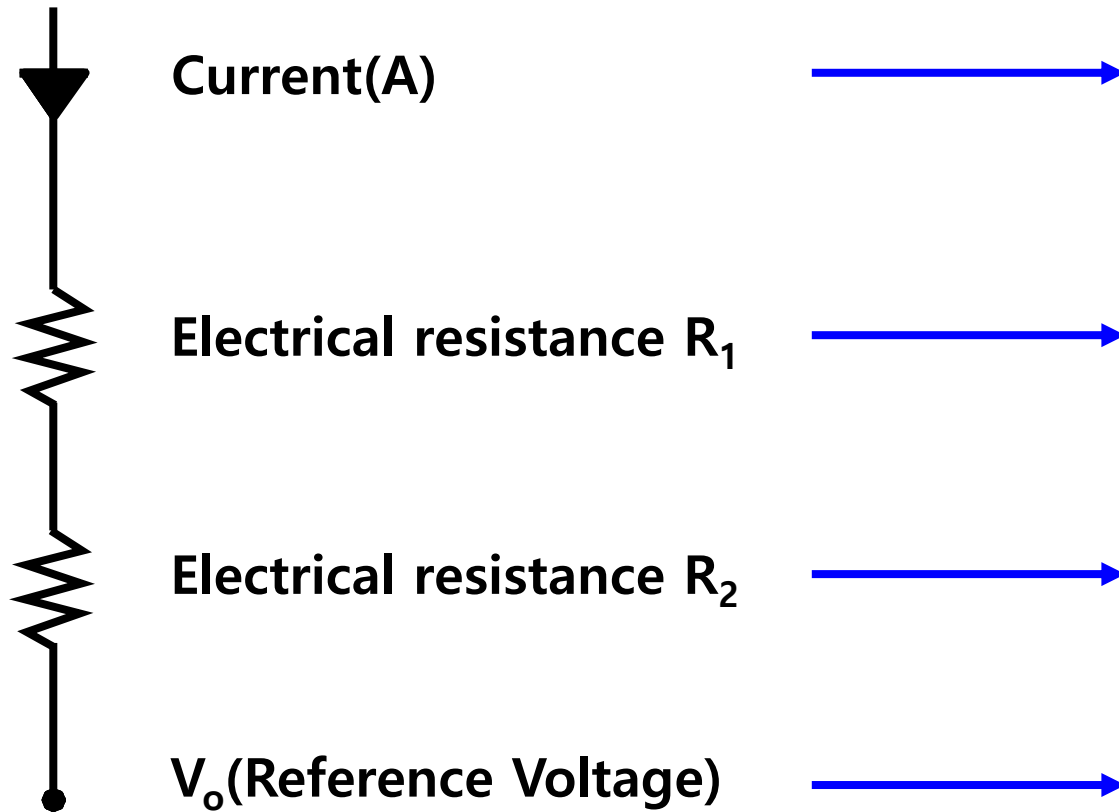 Current(A)
Electrical resistance R₁
Electrical resistance R₂
Vₒ(Reference Voltage)